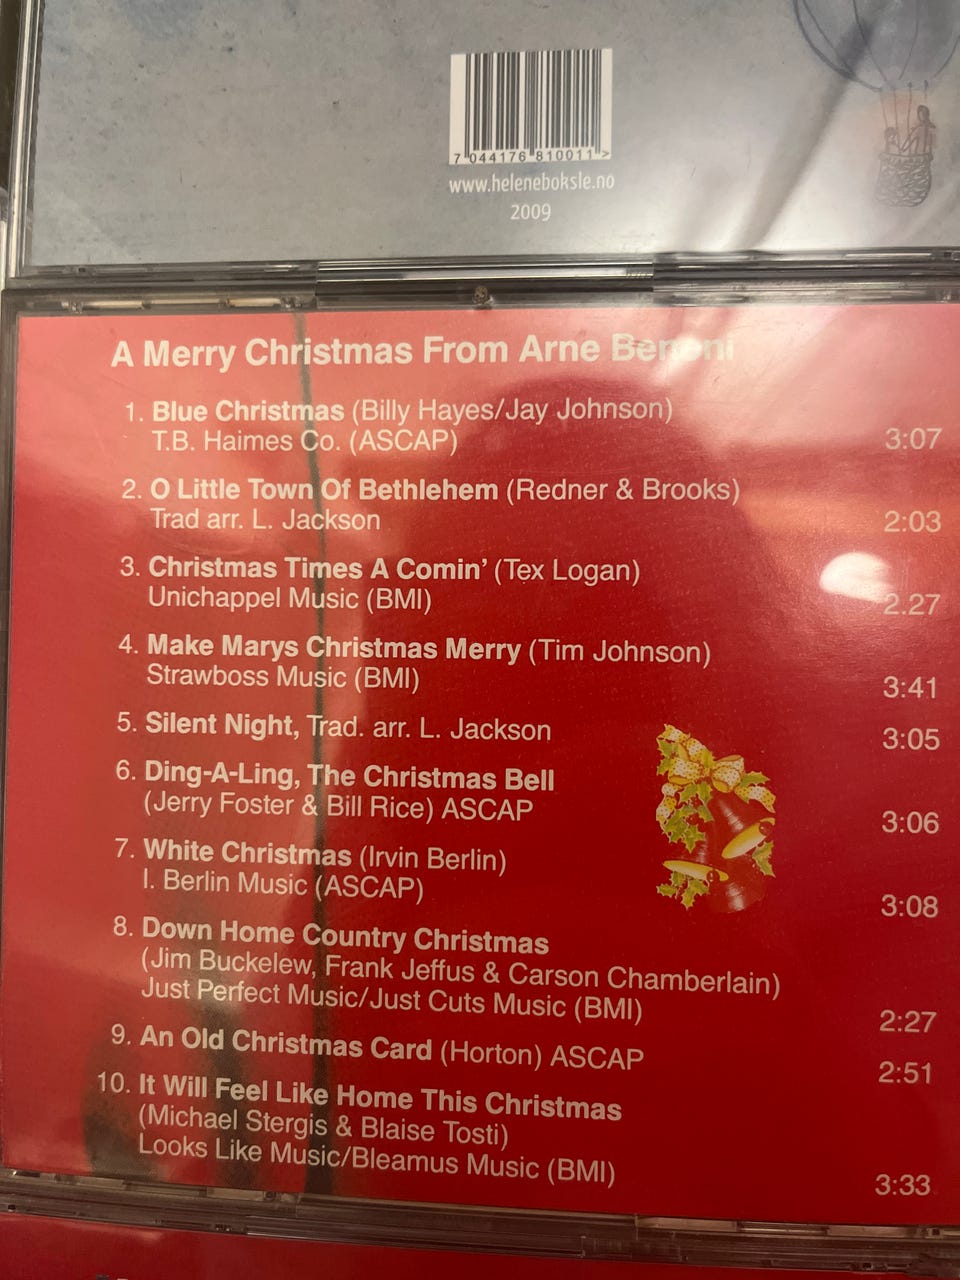 7 044176 810011 >
www.heleneboksle.no
2009
A Merry Christmas From Arne Benoni
1. Blue Christmas (Billy Hayes/Jay Johnson)
T.B. Haimes Co. (ASCAP) 3:07
2. O Little Town Of Bethlehem (Redner & Brooks)
Trad arr. L. Jackson 2:03
3. Christmas Times A Comin' (Tex Logan)
Unichappel Music (BMI) 2.27
4. Make Marys Christmas Merry (Tim Johnson)
Strawboss Music (BMI) 3:41
5. Silent Night, Trad. arr. L. Jackson 3:05
6. Ding-A-Ling, The Christmas Bell
(Jerry Foster & Bill Rice) ASCAP 3:06
7. White Christmas (Irvin Berlin)
I. Berlin Music (ASCAP) 3:08
8. Down Home Country Christmas
(Jim Buckelew, Frank Jeffus & Carson Chamberlain)
Just Perfect Music/Just Cuts Music (BMI) 2:27
9. An Old Christmas Card (Horton) ASCAP 2:51
10. It Will Feel Like Home This Christmas
(Michael Stergis & Blaise Tosti)
Looks Like Music/Bleamus Music (BMI) 3:33